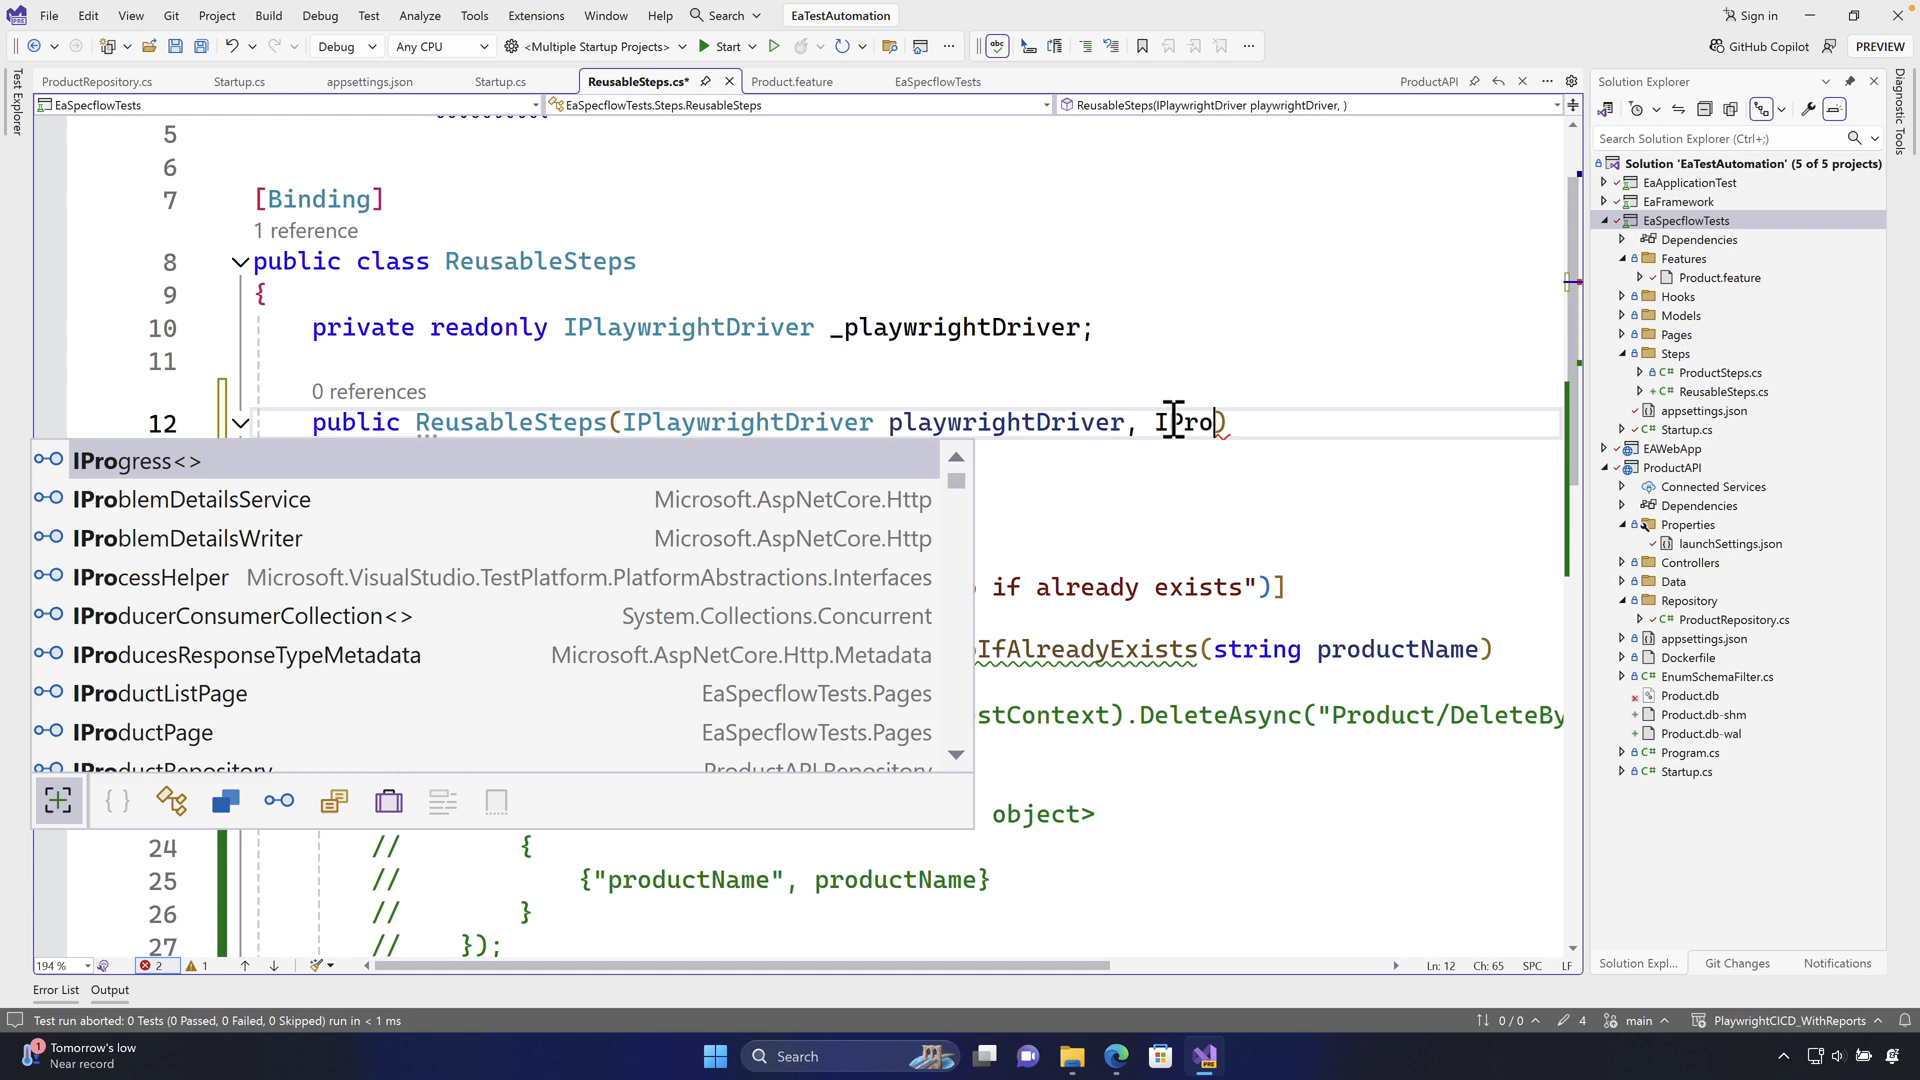 File Edit View Git Project Build Debug Test Analyze Tools Extensions Window Help Search EaTestAutomation Sign in
Debug Any CPU <Multiple Startup Projects> Start GitHub Copilot PREVIEW
ProductRepository.cs Startup.cs appsettings.json Startup.cs ReusableSteps.cs* Product.feature EaSpecflowTests ProductAPI
EaSpecflowTests EaSpecflowTests.Steps.ReusableSteps ReusableSteps(IPlaywrightDriver playwrightDriver, )
Test Explorer
5
6
7 [Binding]
1 reference
8 public class ReusableSteps
9 {
10 private readonly IPlaywrightDriver _playwrightDriver;
11
0 references
12 public ReusableSteps(IPlaywrightDriver playwrightDriver, IPro)
IProgress<>
IProblemDetailsService Microsoft.AspNetCore.Http
IProblemDetailsWriter Microsoft.AspNetCore.Http
IProcessHelper Microsoft.VisualStudio.TestPlatform.PlatformAbstractions.Interfaces
if already exists")]
IProducerConsumerCollection<> System.Collections.Concurrent
IProducesResponseTypeMetadata Microsoft.AspNetCore.Http.Metadata
IfAlreadyExists(string productName)
IProductListPage EaSpecflowTests.Pages
stContext).DeleteAsync("Product/DeleteBy
IProductPage EaSpecflowTests.Pages
IProductRepository ProductAPI.Repository
object>
24 // {
25 // {"productName", productName}
26 // }
27 // });
194 % 2 1 Ln: 12 Ch: 65 SPC LF
Error List Output
Solution Explorer
Search Solution Explorer (Ctrl+;)
Solution 'EaTestAutomation' (5 of 5 projects)
EaApplicationTest
EaFramework
EaSpecflowTests
Dependencies
Features
Product.feature
Hooks
Models
Pages
Steps
C# ProductSteps.cs
C# ReusableSteps.cs
appsettings.json
C# Startup.cs
EAWebApp
ProductAPI
Connected Services
Dependencies
Properties
launchSettings.json
Controllers
Data
Repository
C# ProductRepository.cs
appsettings.json
Dockerfile
C# EnumSchemaFilter.cs
Product.db
Product.db-shm
Product.db-wal
C# Program.cs
C# Startup.cs
Solution Expl... Git Changes Notifications
Diagnostic Tools
Test run aborted: 0 Tests (0 Passed, 0 Failed, 0 Skipped) run in < 1 ms 0 / 0 4 main PlaywrightCICD_WithReports
1 Tomorrow's low
Near record
Search
PRE